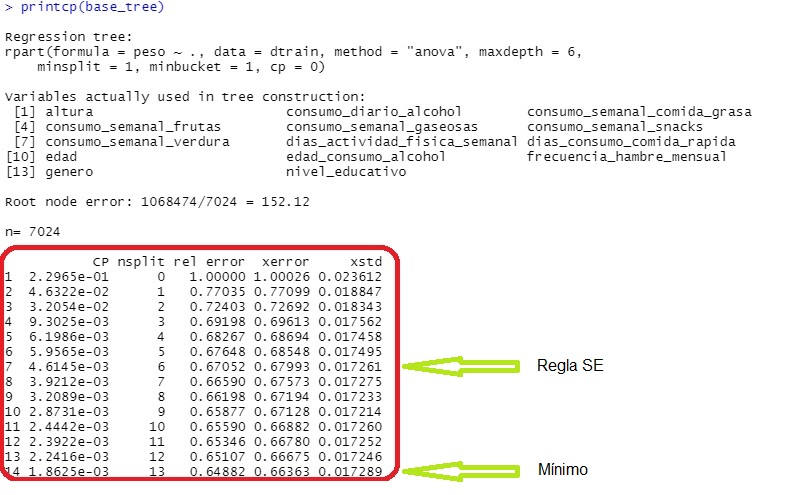 > printcp(base_tree)
Regression tree:
rpart(formula = peso ~ ., data = dtrain, method = "anova", maxdepth = 6,
    minsplit = 1, minbucket = 1, cp = 0)
Variables actually used in tree construction:
[1] altura consumo_diario_alcohol consumo_semanal_comida_grasa
[4] consumo_semanal_frutas consumo_semanal_gaseosas consumo_semanal_snacks
[7] consumo_semanal_verdura dias_actividad_fisica_semanal dias_consumo_comida_rapida
[10] edad edad_consumo_alcohol frecuencia_hambre_mensual
[13] genero nivel_educativo
Root node error: 1068474/7024 = 152.12
n= 7024
CP nsplit rel error xerror xstd
1 2.2965e-01 0 1.00000 1.00026 0.023612
2 4.6322e-02 1 0.77035 0.77099 0.018847
3 3.2054e-02 2 0.72403 0.72692 0.018343
4 9.3025e-03 3 0.69198 0.69613 0.017562
5 6.1986e-03 4 0.68267 0.68694 0.017458
6 5.9565e-03 5 0.67648 0.68548 0.017495
7 4.6145e-03 6 0.67052 0.67993 0.017261
Regla SE
8 3.9212e-03 7 0.66590 0.67573 0.017275
9 3.2089e-03 8 0.66198 0.67194 0.017233
10 2.8731e-03 9 0.65877 0.67128 0.017214
11 2.4442e-03 10 0.65590 0.66882 0.017260
12 2.3922e-03 11 0.65346 0.66780 0.017252
13 2.2416e-03 12 0.65107 0.66675 0.017246
14 1.8625e-03 13 0.64882 0.66363 0.017289
Mínimo